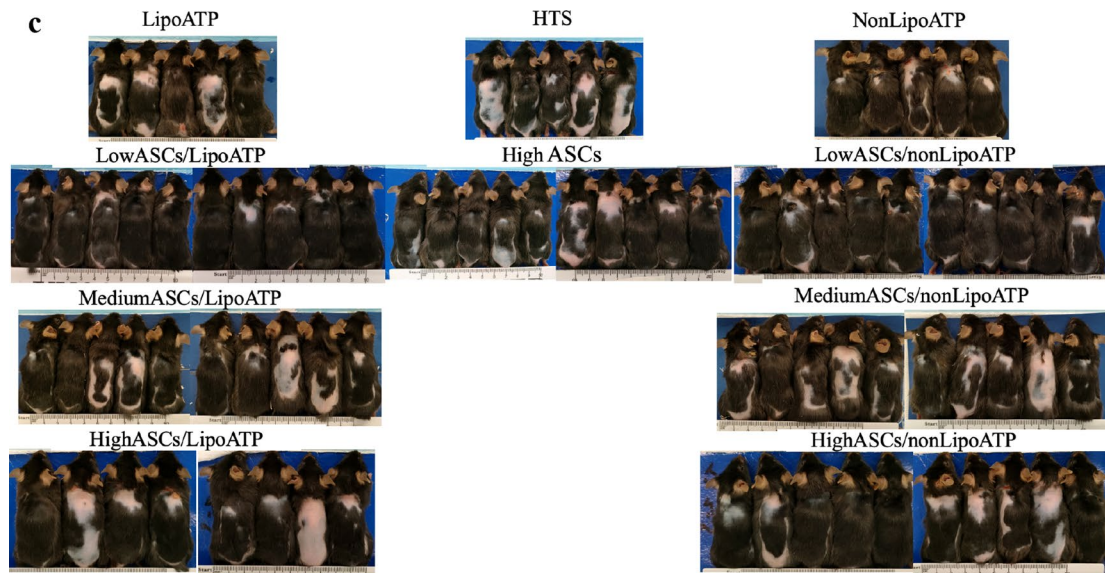 c
LipoATP
HTS
NonLipoATP
LowASCs/LipoATP
High ASCs
LowASCs/nonLipoATP
MediumASCs/LipoATP
MediumASCs/nonLipoATP
HighASCs/LipoATP
HighASCs/nonLipoATP